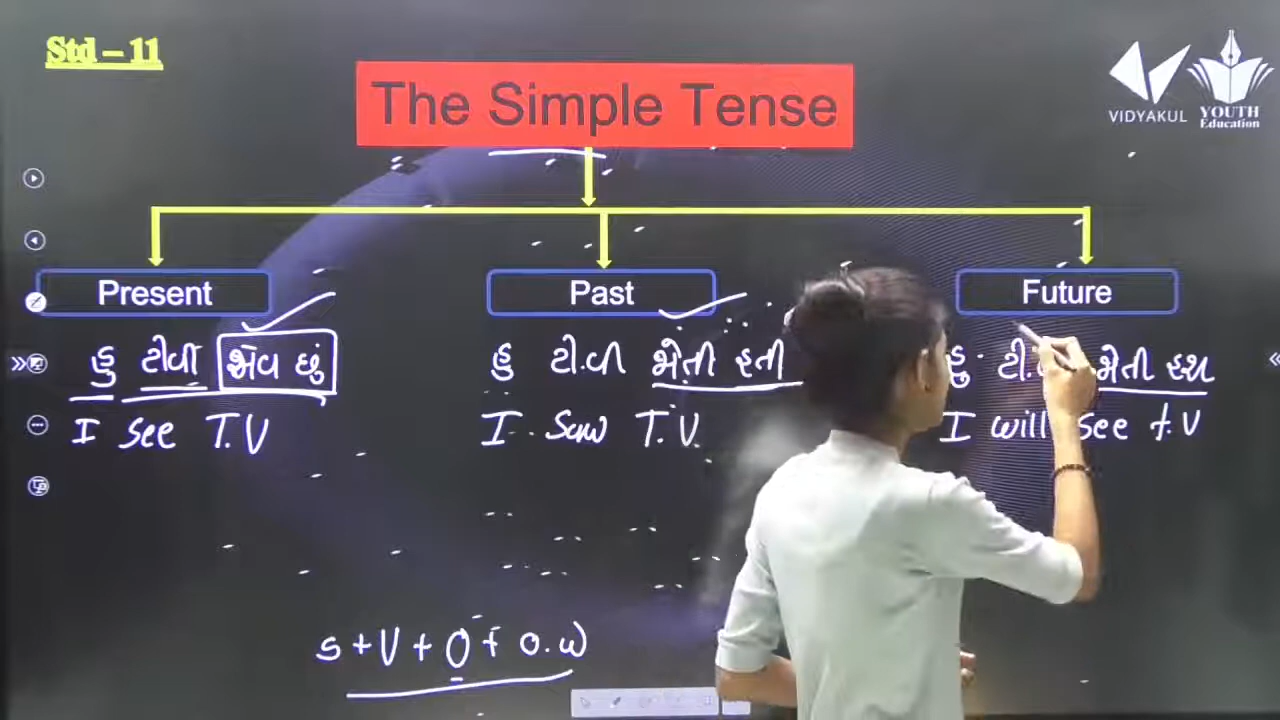 Std – 11
The Simple Tense
VIDYAKUL
YOUTH
Education
Present
Past
Future
હુ ટીવી જોવ છું
હુ ટી.વી જોતી હતી
હુ જોતી હશ
I see T.V
I saw T.V.
I will see t.V
S+V+O+ O.W